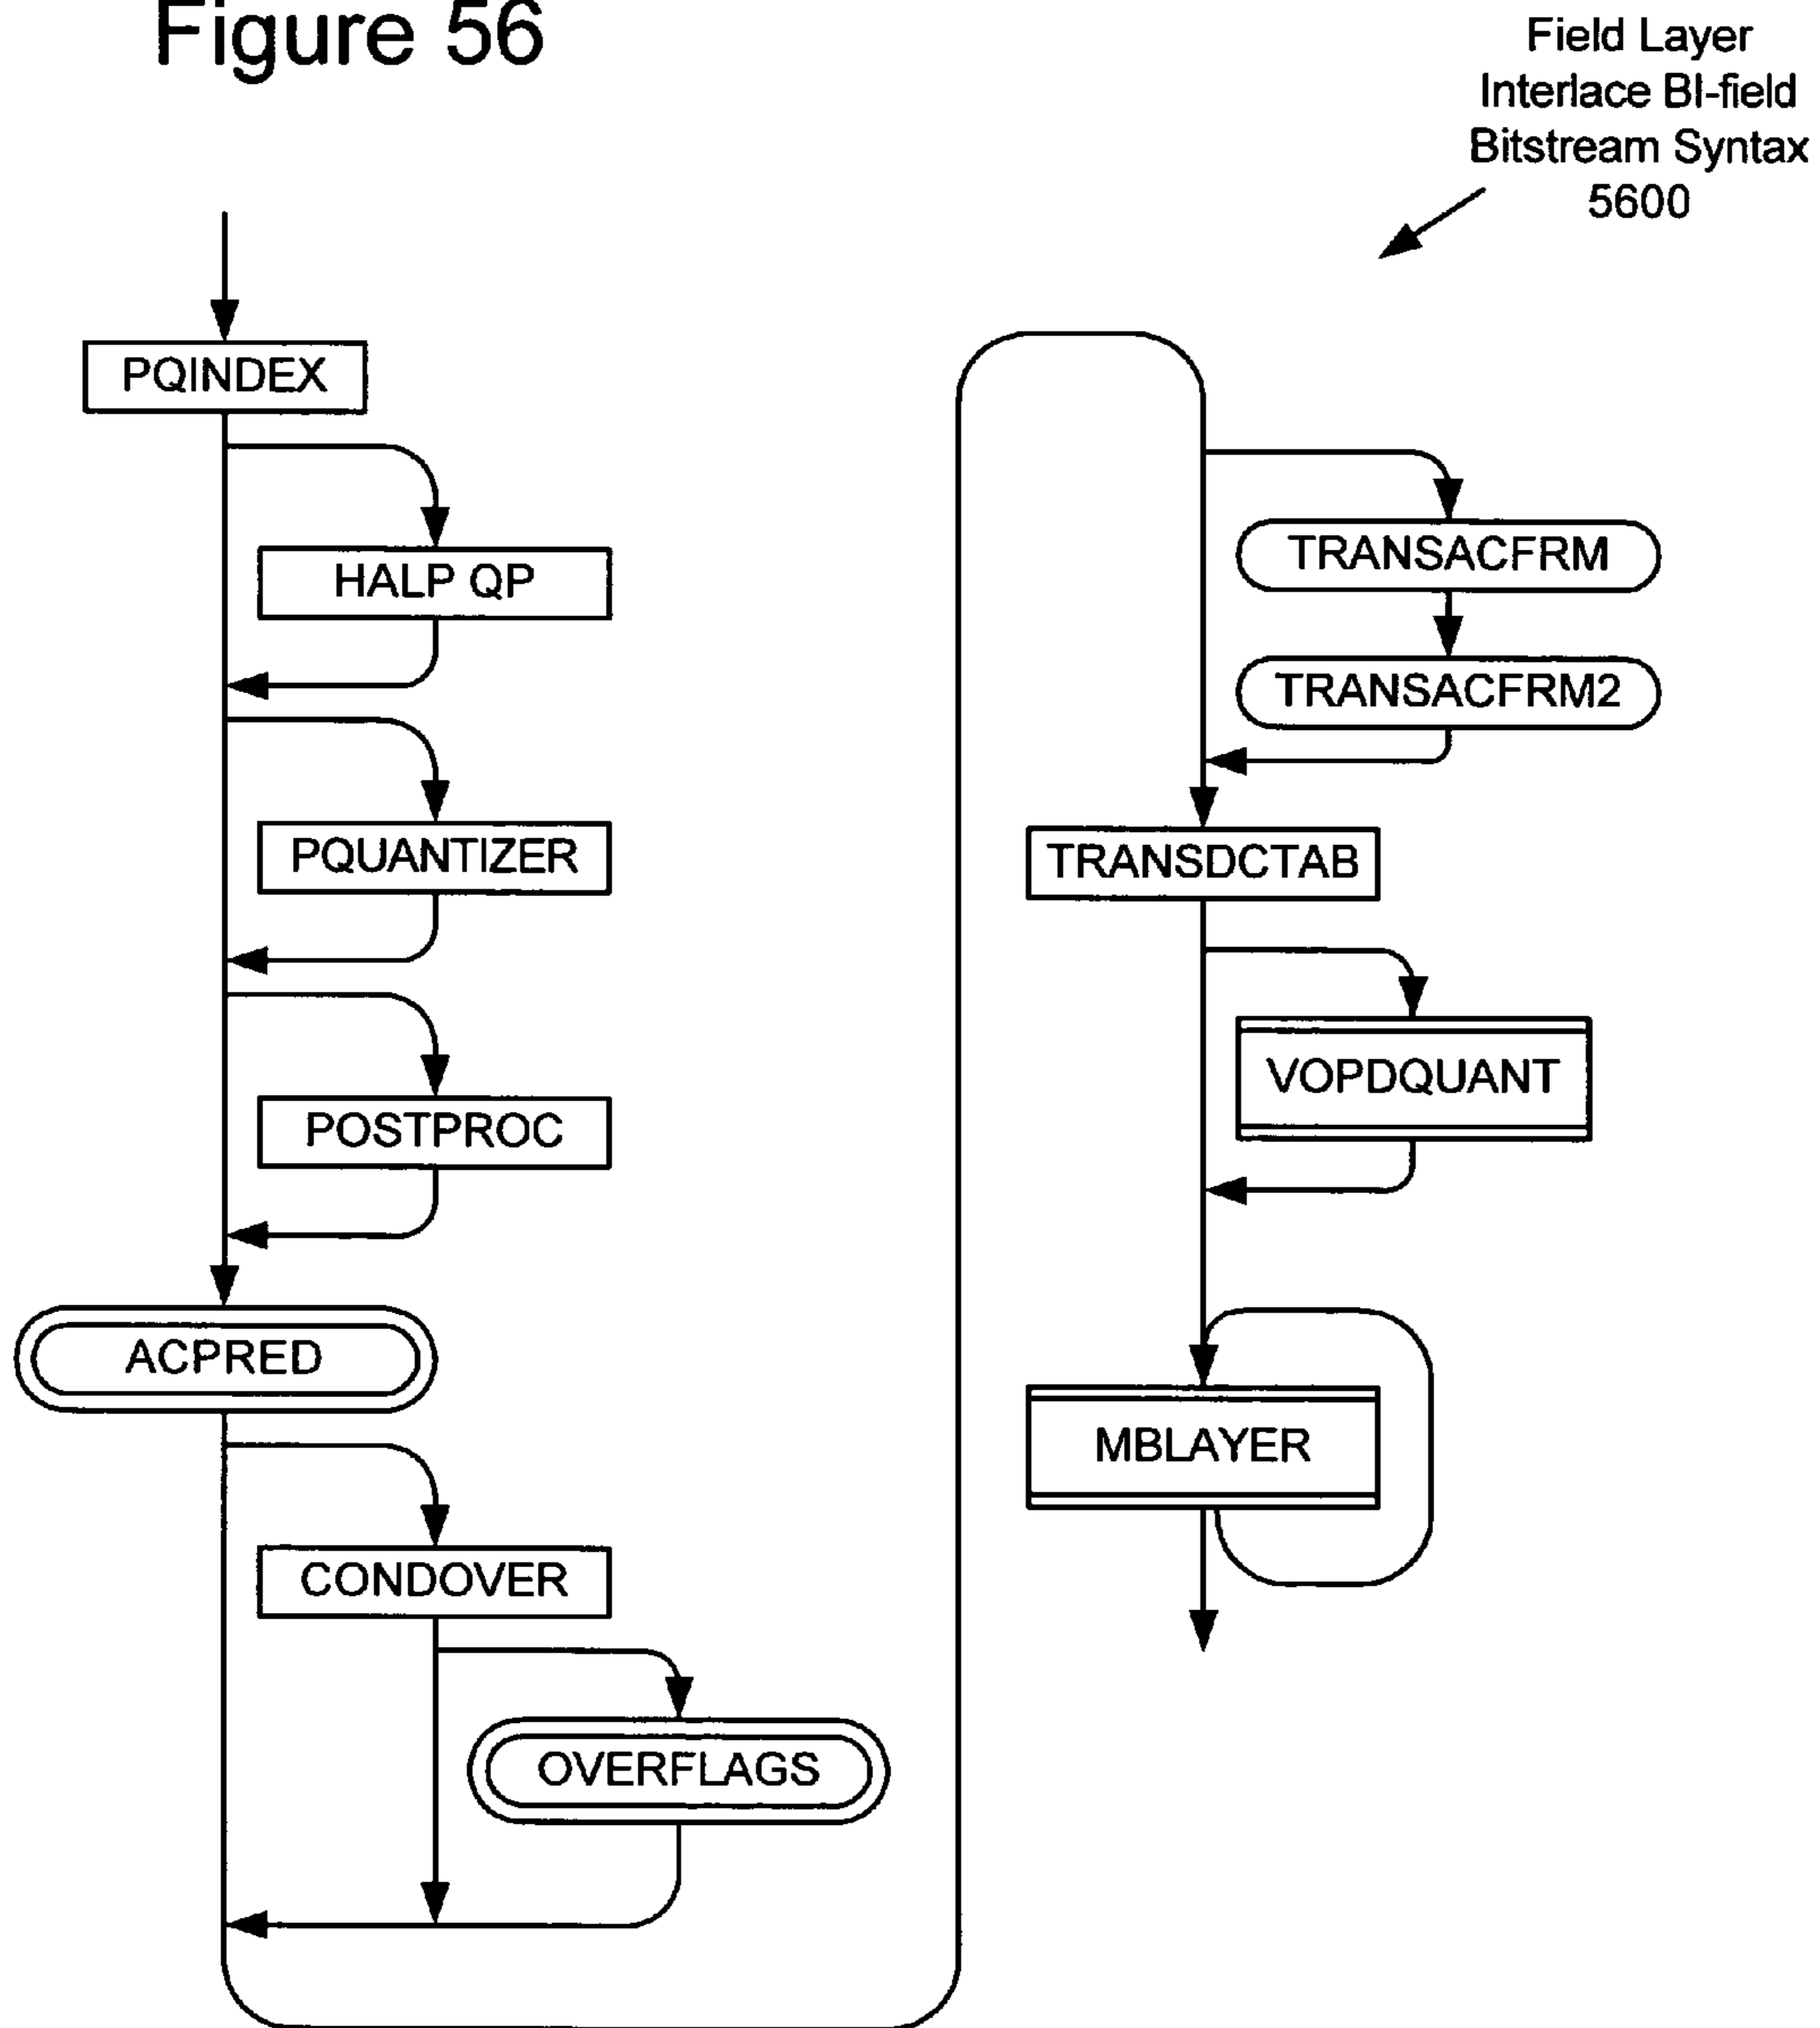 Figure 56
Field Layer
Interlace BI-field
Bitstream Syntax
5600
PQINDEX
HALP QP
PQUANTIZER
POSTPROC
ACPRED
CONDOVER
OVERFLAGS
TRANSACFRM
TRANSACFRM2
TRANSDCTAB
VOPDQUANT
MBLAYER